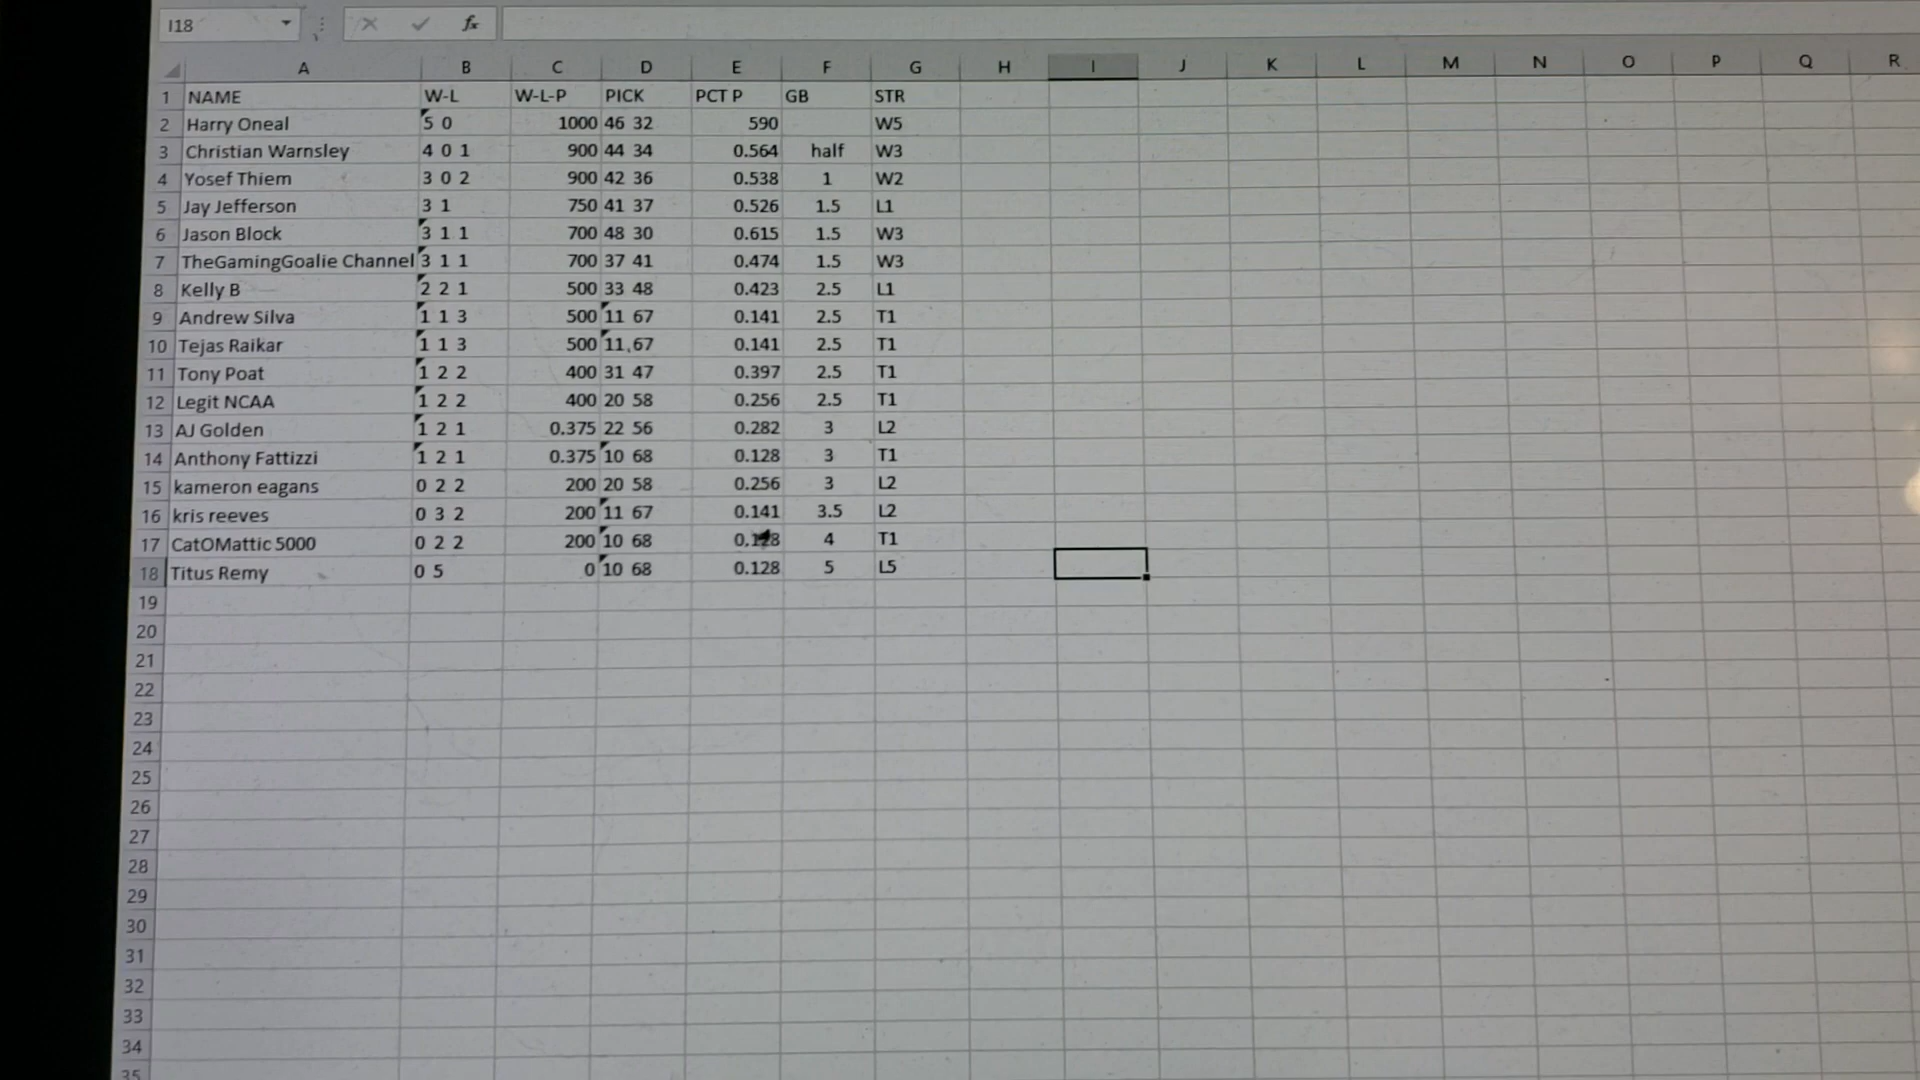 I18 fx
A B C D E F G H I J K L M N O P Q R
1 NAME W-L W-L-P PICK PCT P GB STR
2 Harry Oneal 5 0 1000 46 32 590 W5
3 Christian Warnsley 4 0 1 900 44 34 0.564 half W3
4 Yosef Thiem 3 0 2 900 42 36 0.538 1 W2
5 Jay Jefferson 3 1 750 41 37 0.526 1.5 L1
6 Jason Block 3 1 1 700 48 30 0.615 1.5 W3
7 TheGamingGoalie Channel 3 1 1 700 37 41 0.474 1.5 W3
8 Kelly B 2 2 1 500 33 48 0.423 2.5 L1
9 Andrew Silva 1 1 3 500 11 67 0.141 2.5 T1
10 Tejas Raikar 1 1 3 500 11,67 0.141 2.5 T1
11 Tony Poat 1 2 2 400 31 47 0.397 2.5 T1
12 Legit NCAA 1 2 2 400 20 58 0.256 2.5 T1
13 AJ Golden 1 2 1 0.375 22 56 0.282 3 L2
14 Anthony Fattizzi 1 2 1 0.375 10 68 0.128 3 T1
15 kameron eagans 0 2 2 200 20 58 0.256 3 L2
16 kris reeves 0 3 2 200 11 67 0.141 3.5 L2
17 CatOMattic 5000 0 2 2 200 10 68 0.128 4 T1
18 Titus Remy 0 5 0 10 68 0.128 5 L5
19
20
21
22
23
24
25
26
27
28
29
30
31
32
33
34
35